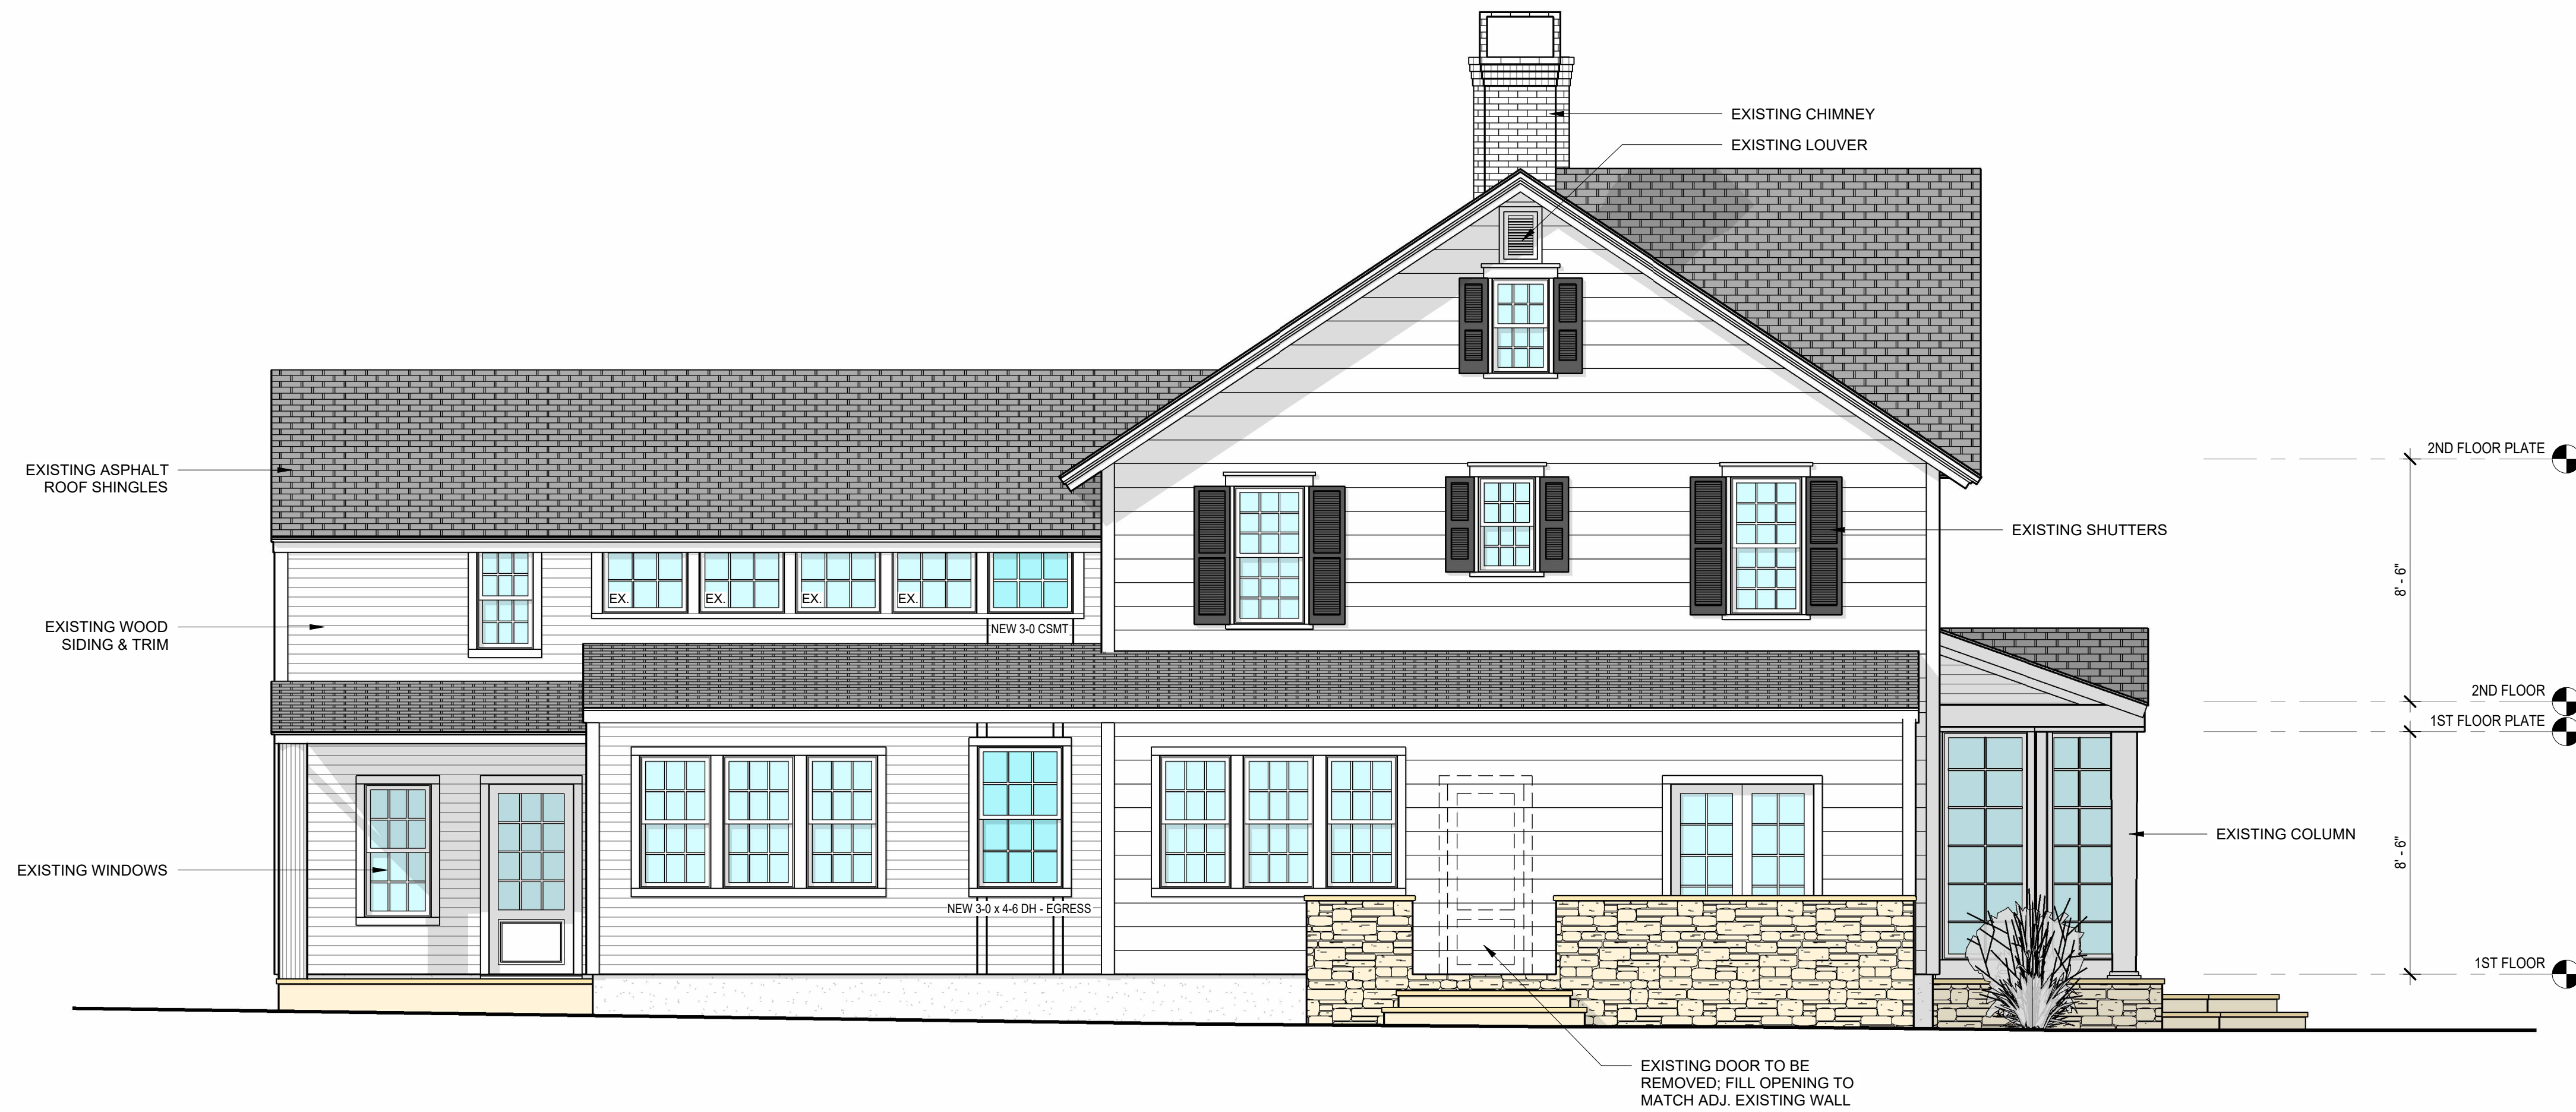 EXISTING CHIMNEY
EXISTING LOUVER
2ND FLOOR PLATE
EXISTING ASPHALT
ROOF SHINGLES
EXISTING SHUTTERS
8' - 6"
EX.
EX.
EX.
EX.
NEW 3-0 CSMT
EXISTING WOOD
SIDING & TRIM
2ND FLOOR
1ST FLOOR PLATE
EXISTING COLUMN
8' - 6"
EXISTING WINDOWS
NEW 3-0 x 4-6 DH - EGRESS
1ST FLOOR
EXISTING DOOR TO BE
REMOVED; FILL OPENING TO
MATCH ADJ. EXISTING WALL